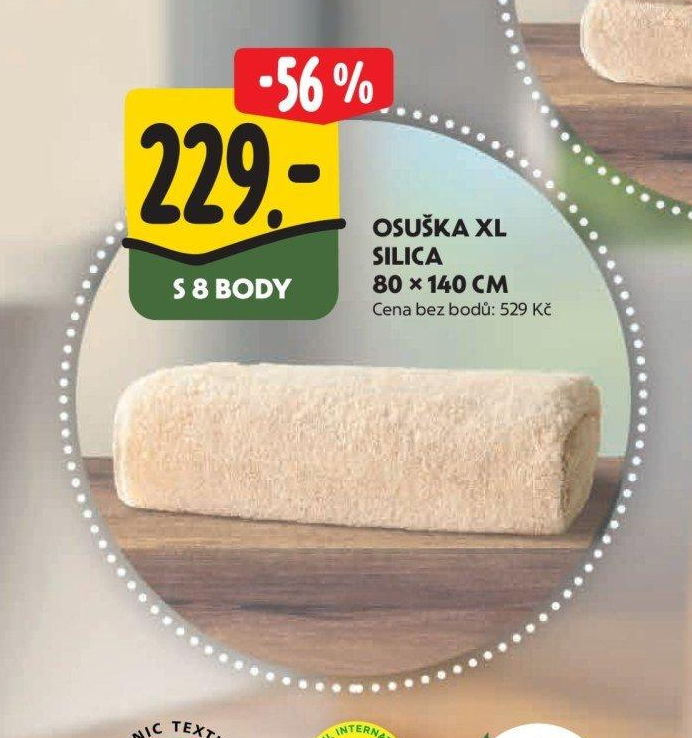 -56 %
229.-
S 8 BODY
OSUŠKA XL
SILICA
80 × 140 CM
Cena bez bodů: 529 Kč